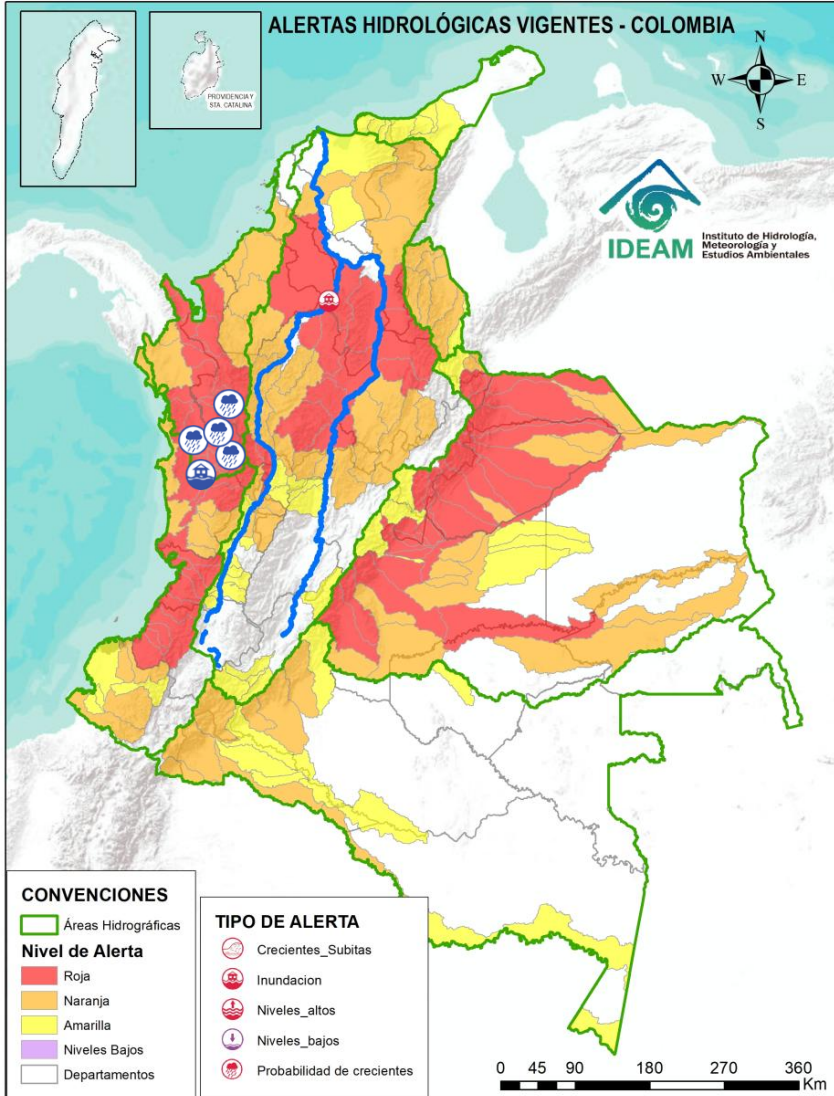 ALERTAS HIDROLÓGICAS VIGENTES - COLOMBIA
PROVIDENCIA Y
STA. CATALINA
N
W
E
S
IDEAM
Instituto de Hidrología,
Meteorología y
Estudios Ambientales
CONVENCIONES
Áreas Hidrográficas
Nivel de Alerta
Roja
Naranja
Amarilla
Niveles Bajos
Departamentos
TIPO DE ALERTA
Crecientes_Subitas
Inundacion
Niveles_altos
Niveles_bajos
Probabilidad de crecientes
0 45 90 180 270 360
Km